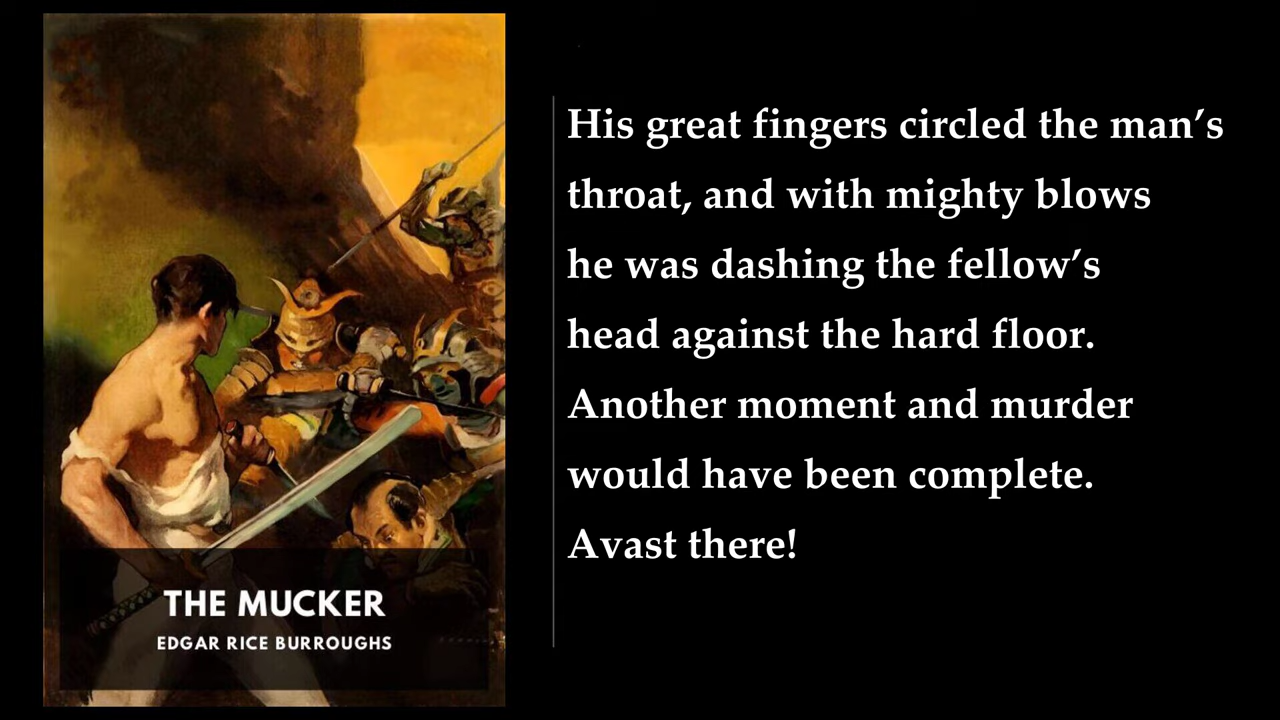 THE MUCKER
EDGAR RICE BURROUGHS
His great fingers circled the man’s
throat, and with mighty blows
he was dashing the fellow’s
head against the hard floor.
Another moment and murder
would have been complete.
Avast there!